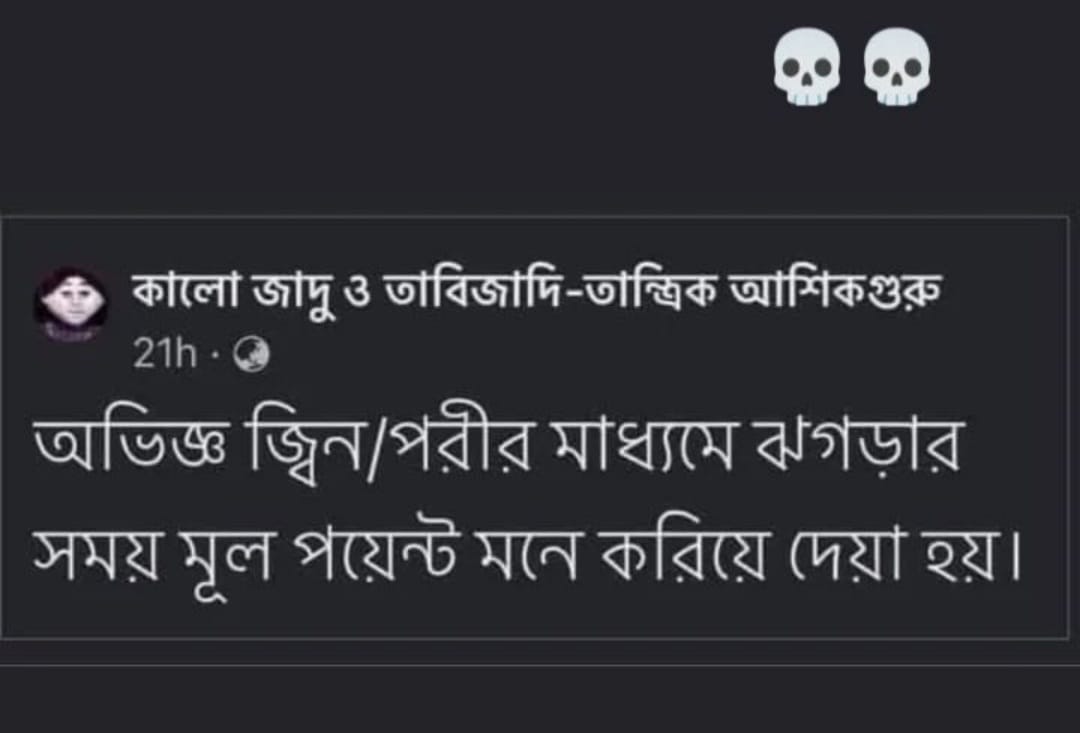 💀💀
কালো জাদু ও তাবিজাদি-তান্ত্রিক আশিকগুরু
21h ·
অভিজ্ঞ জ্বিন/পরীর মাধ্যমে ঝগড়ার
সময় মূল পয়েন্ট মনে করিয়ে দেয়া হয়।